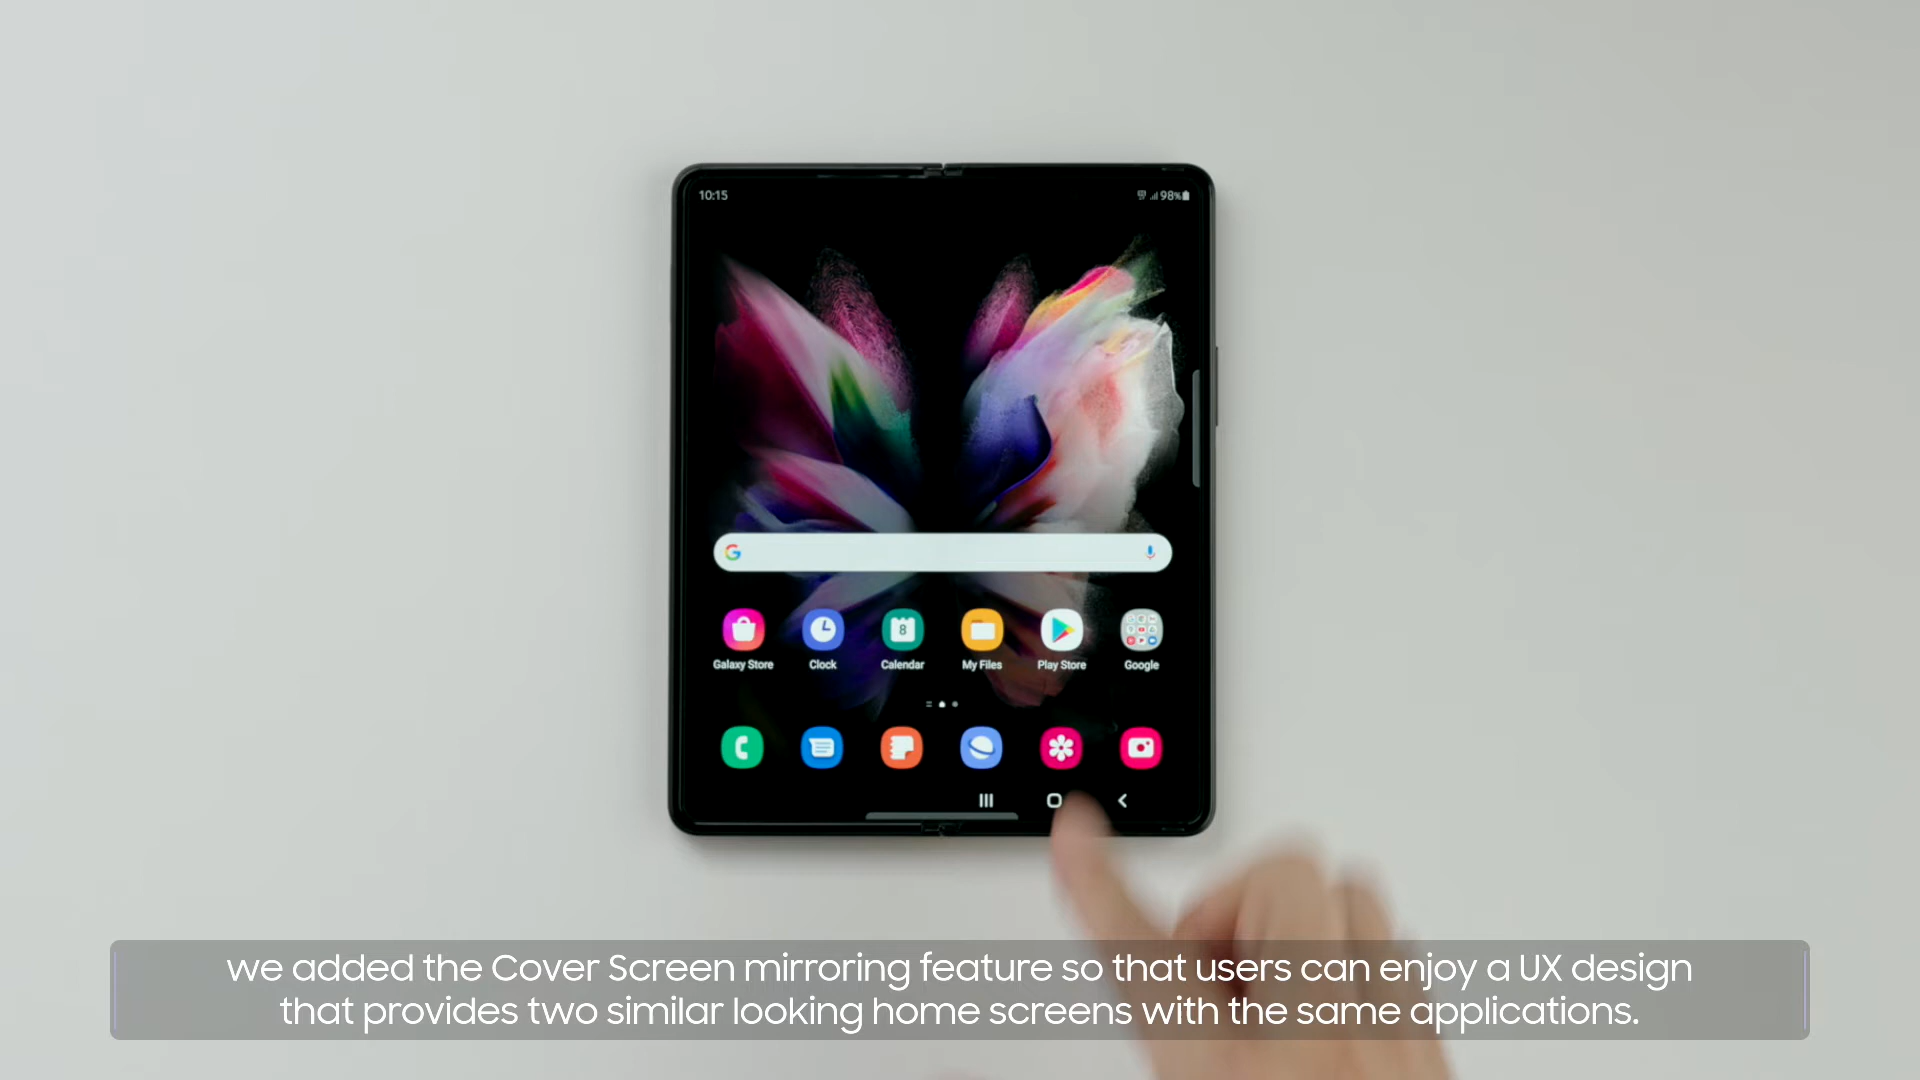 10:15
98%
Galaxy Store
Clock
8
Calendar
My Files
Play Store
Google
we added the Cover Screen mirroring feature so that users can enjoy a UX design
that provides two similar looking home screens with the same applications.